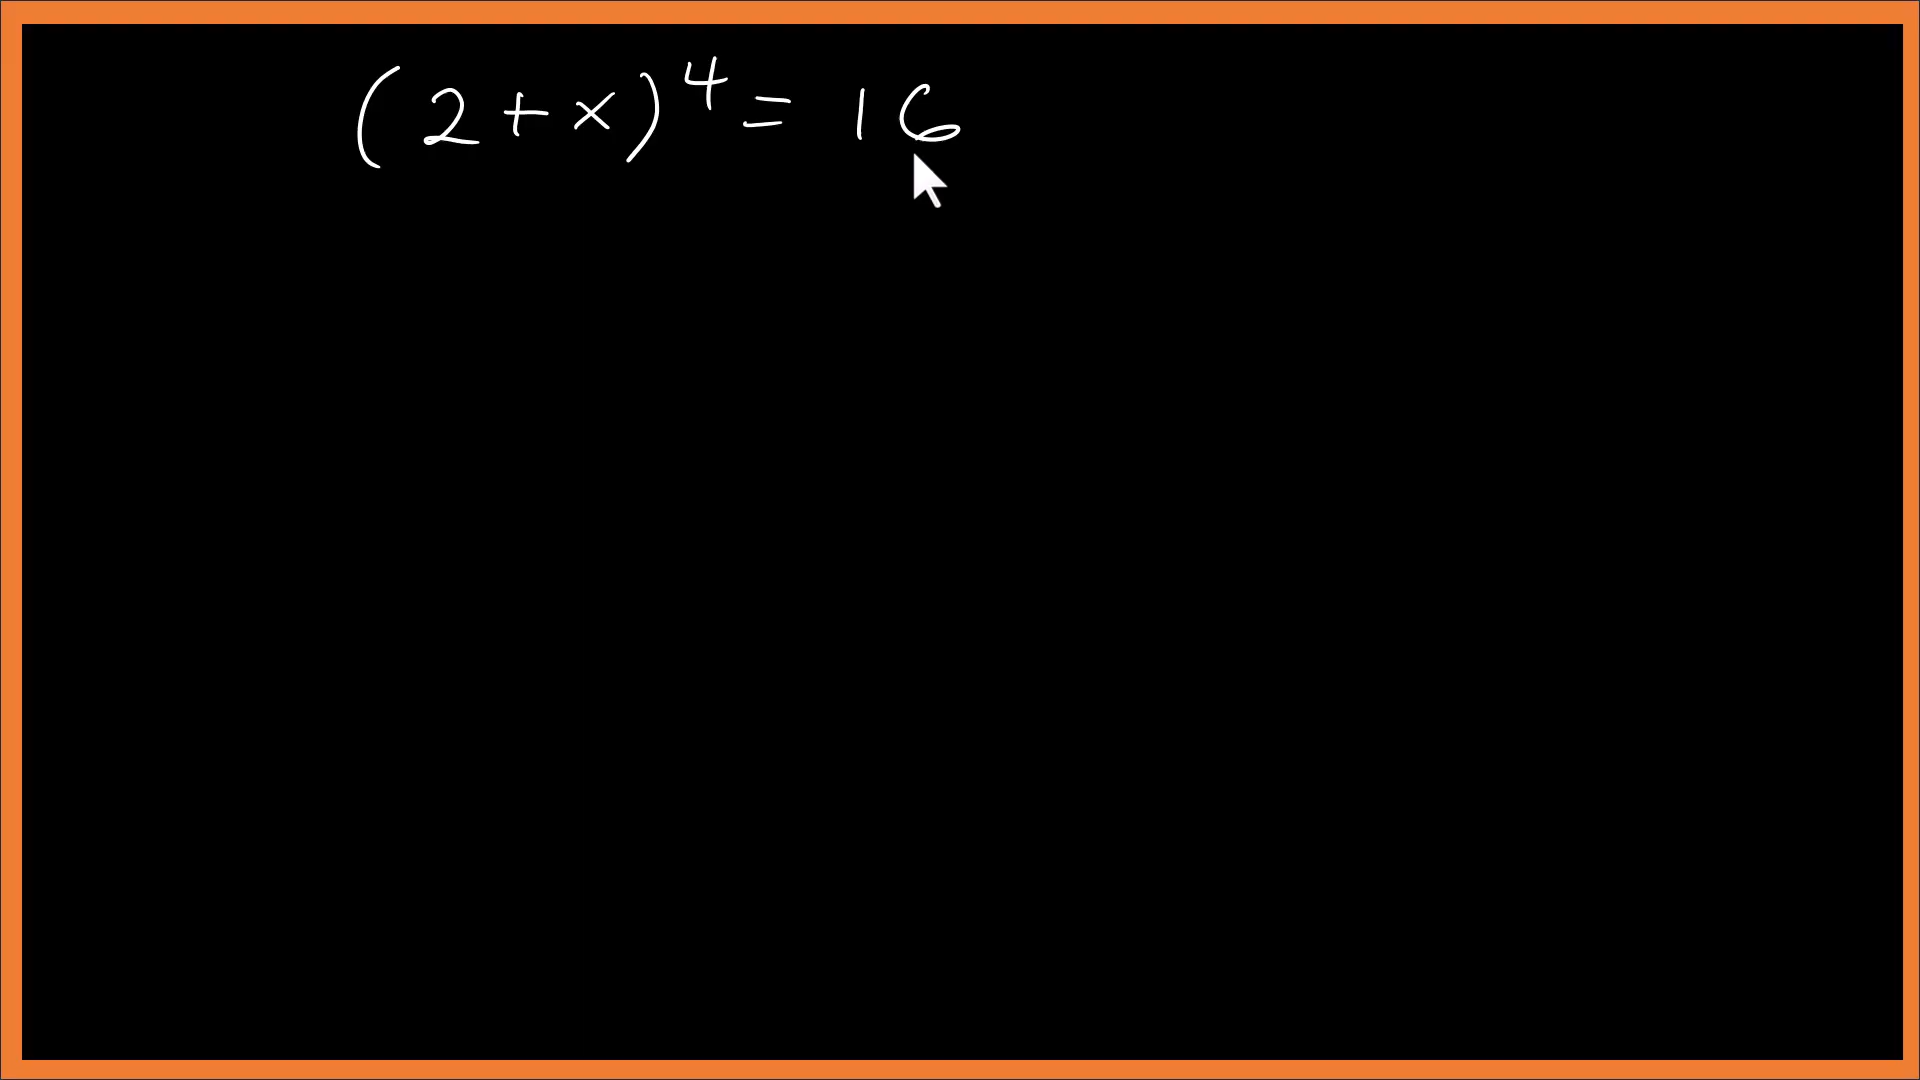 (2+x)⁴ = 16